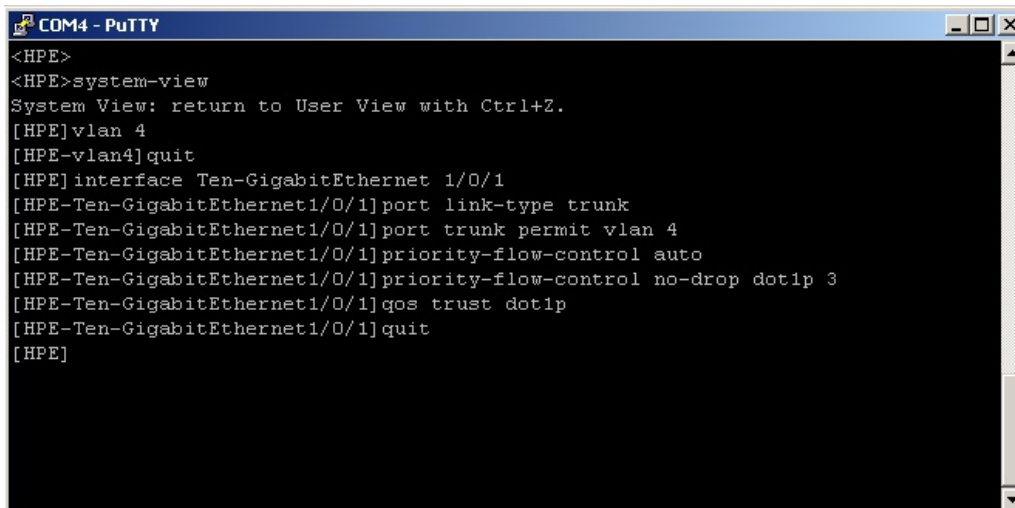 COM4 - PuTTY
<HPE>
<HPE>system-view
System View: return to User View with Ctrl+Z.
[HPE]vlan 4
[HPE-vlan4]quit
[HPE]interface Ten-GigabitEthernet 1/0/1
[HPE-Ten-GigabitEthernet1/0/1]port link-type trunk
[HPE-Ten-GigabitEthernet1/0/1]port trunk permit vlan 4
[HPE-Ten-GigabitEthernet1/0/1]priority-flow-control auto
[HPE-Ten-GigabitEthernet1/0/1]priority-flow-control no-drop dot1p 3
[HPE-Ten-GigabitEthernet1/0/1]qos trust dot1p
[HPE-Ten-GigabitEthernet1/0/1]quit
[HPE]